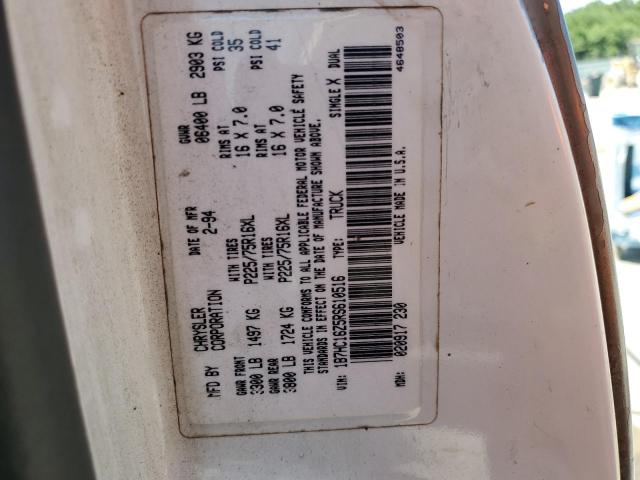 MFD BY CHRYSLER CORPORATION DATE OF MFR 2-94 GVWR 06400 LB 2903 KG
GWR FRONT 3300 LB 1497 KG WITH TIRES P225/75R16XL RIMS AT 16 X 7.0 PSI COLD 35
GWR REAR 3800 LB 1724 KG WITH TIRES P225/75R16XL RIMS AT 16 X 7.0 PSI COLD 41
THIS VEHICLE CONFORMS TO ALL APPLICABLE FEDERAL MOTOR VEHICLE SAFETY
STANDARDS IN EFFECT ON THE DATE OF MANUFACTURE SHOWN ABOVE.
VIN: 1B7HC16Z5RS610516 TYPE: TRUCK SINGLE X DUAL
MDH: 020917 230 VEHICLE MADE IN U.S.A. 4648503